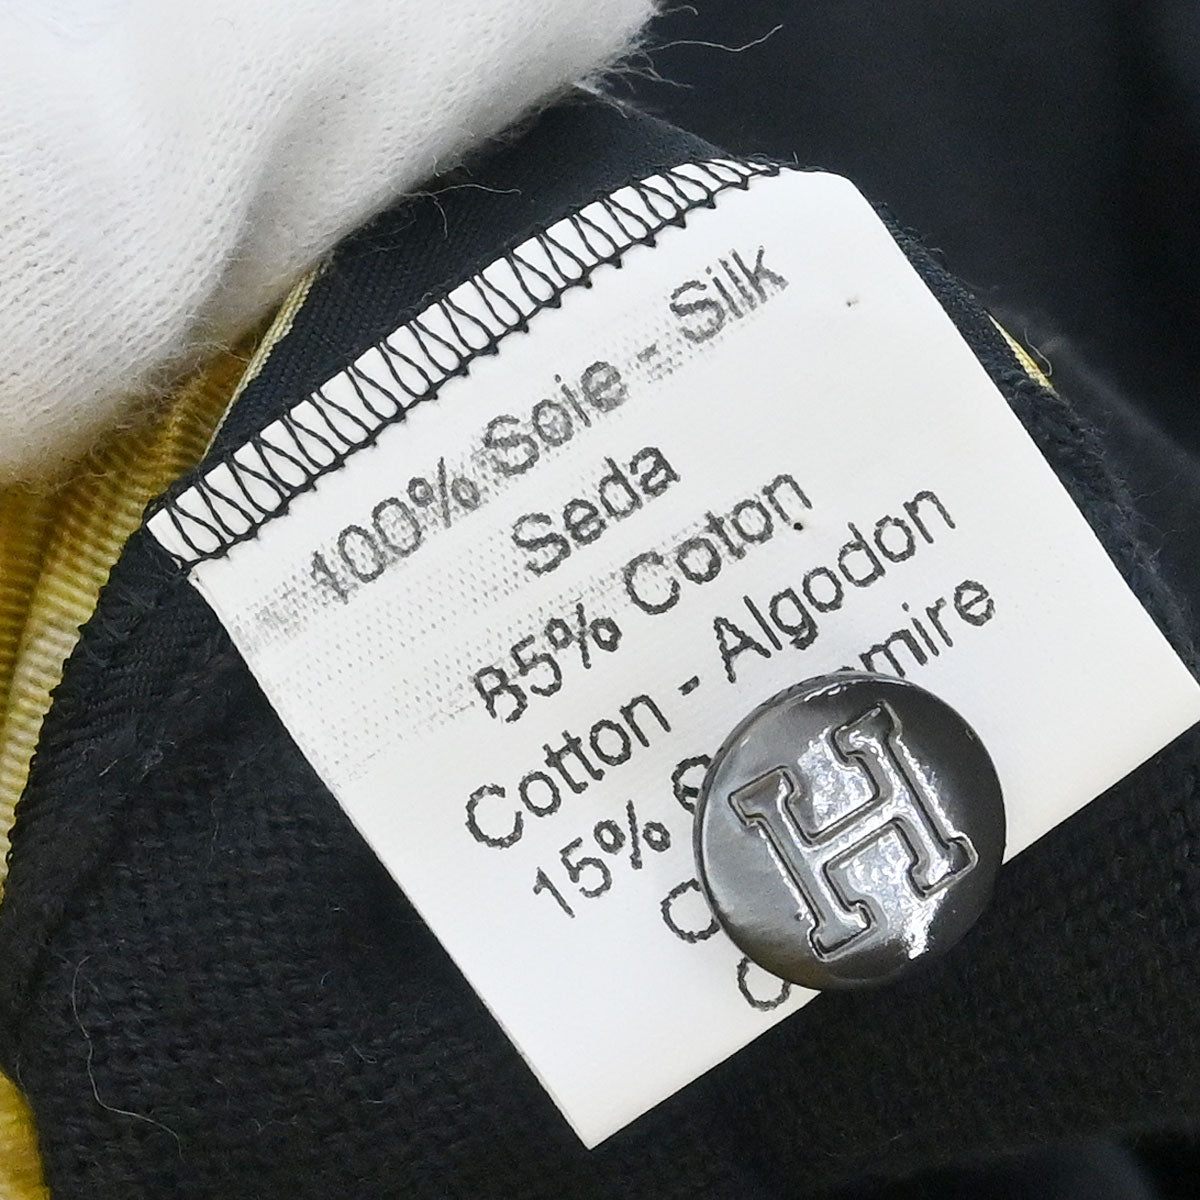 100% Soie - Silk
Seda
85% Coton
Cotton - Algodon
15%
H